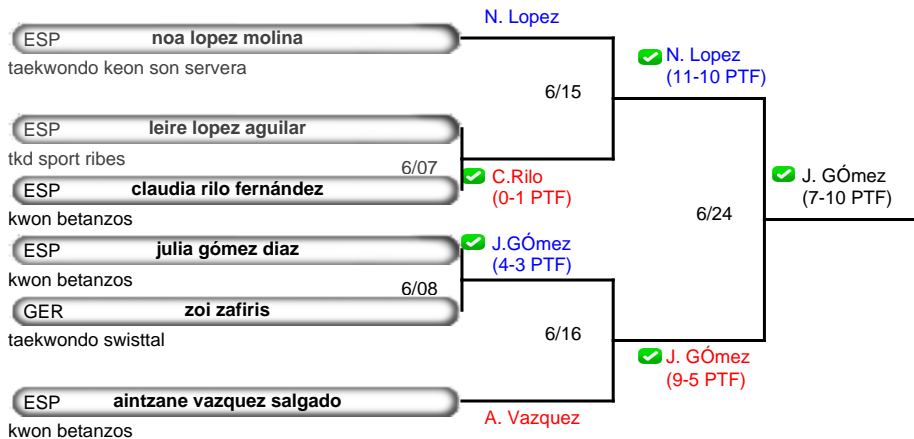 N. Lopez
ESP noa lopez molina
taekwondo keon son servera
N. Lopez
(11-10 PTF)
6/15
ESP leire lopez aguilar
tkd sport ribes
6/07
C.Rilo
(0-1 PTF)
ESP claudia rilo fernández
kwon betanzos
J. GÓmez
(7-10 PTF)
6/24
ESP julia gómez diaz
kwon betanzos
J.GÓmez
(4-3 PTF)
6/08
GER zoi zafiris
taekwondo swisttal
6/16
J. GÓmez
(9-5 PTF)
ESP aintzane vazquez salgado
kwon betanzos
A. Vazquez